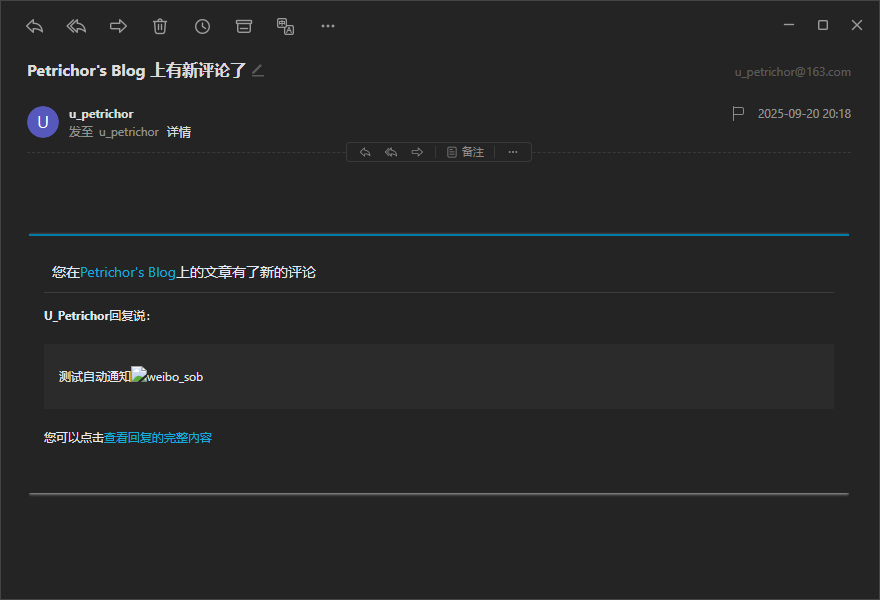 Petrichor's Blog 上有新评论了
u_petrichor@163.com
U
u_petrichor
2025-09-20 20:18
发至 u_petrichor 详情
备注
您在Petrichor's Blog上的文章有了新的评论
U_Petrichor回复说：
测试自动通知weibo_sob
您可以点击查看回复的完整内容